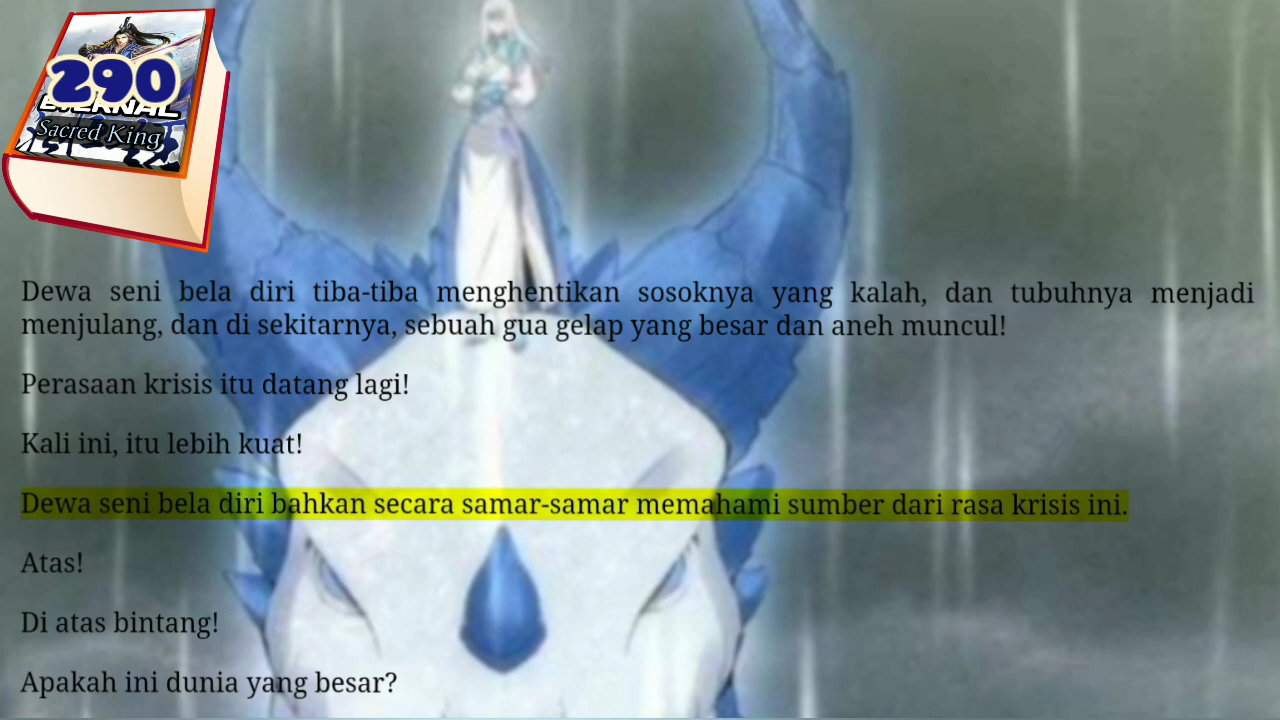 290
ETERNAL
Sacred King
Dewa seni bela diri tiba-tiba menghentikan sosoknya yang kalah, dan tubuhnya menjadi
menjulang, dan di sekitarnya, sebuah gua gelap yang besar dan aneh muncul!
Perasaan krisis itu datang lagi!
Kali ini, itu lebih kuat!
Dewa seni bela diri bahkan secara samar-samar memahami sumber dari rasa krisis ini.
Atas!
Di atas bintang!
Apakah ini dunia yang besar?